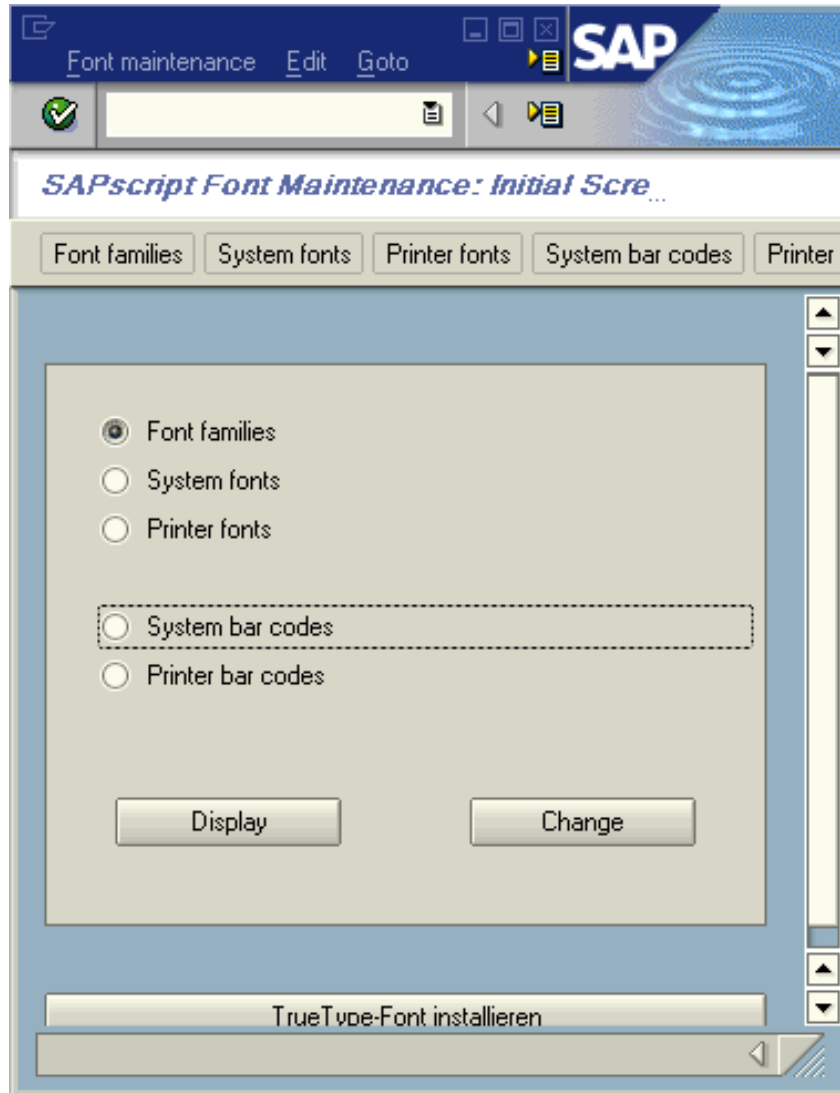 Font maintenance Edit Goto
SAP
SAPscript Font Maintenance: Initial Scre...
Font families System fonts Printer fonts System bar codes Printer
Font families
System fonts
Printer fonts
System bar codes
Printer bar codes
Display Change
TrueType-Font installieren